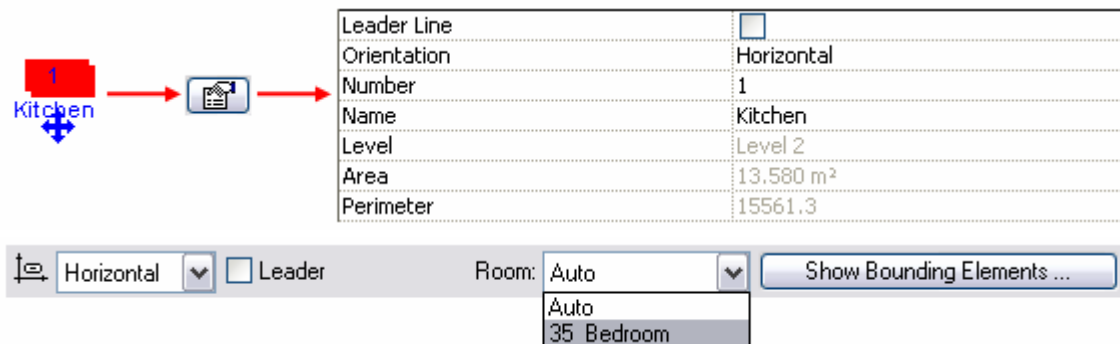 1
Kitchen
Leader Line
Orientation Horizontal
Number 1
Name Kitchen
Level Level 2
Area 13.580 m²
Perimeter 15561.3
Horizontal Leader Room: Auto Show Bounding Elements ...
Auto
35 Bedroom